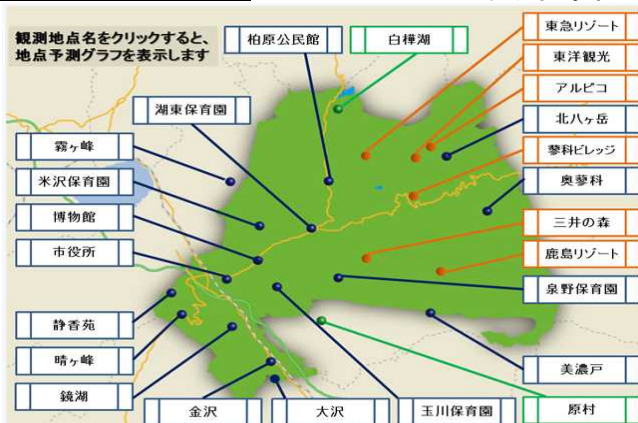 観測地点名をクリックすると、
地点予測グラフを表示します
柏原公民館
白樺湖
東急リゾート
東洋観光
アルピコ
北八ヶ岳
蓼科ビレッジ
奥蓼科
三井の森
鹿島リゾート
泉野保育園
美濃戸
原村
湖東保育園
霧ヶ峰
米沢保育園
博物館
市役所
静香苑
晴ヶ峰
鏡湖
金沢
大沢
玉川保育園